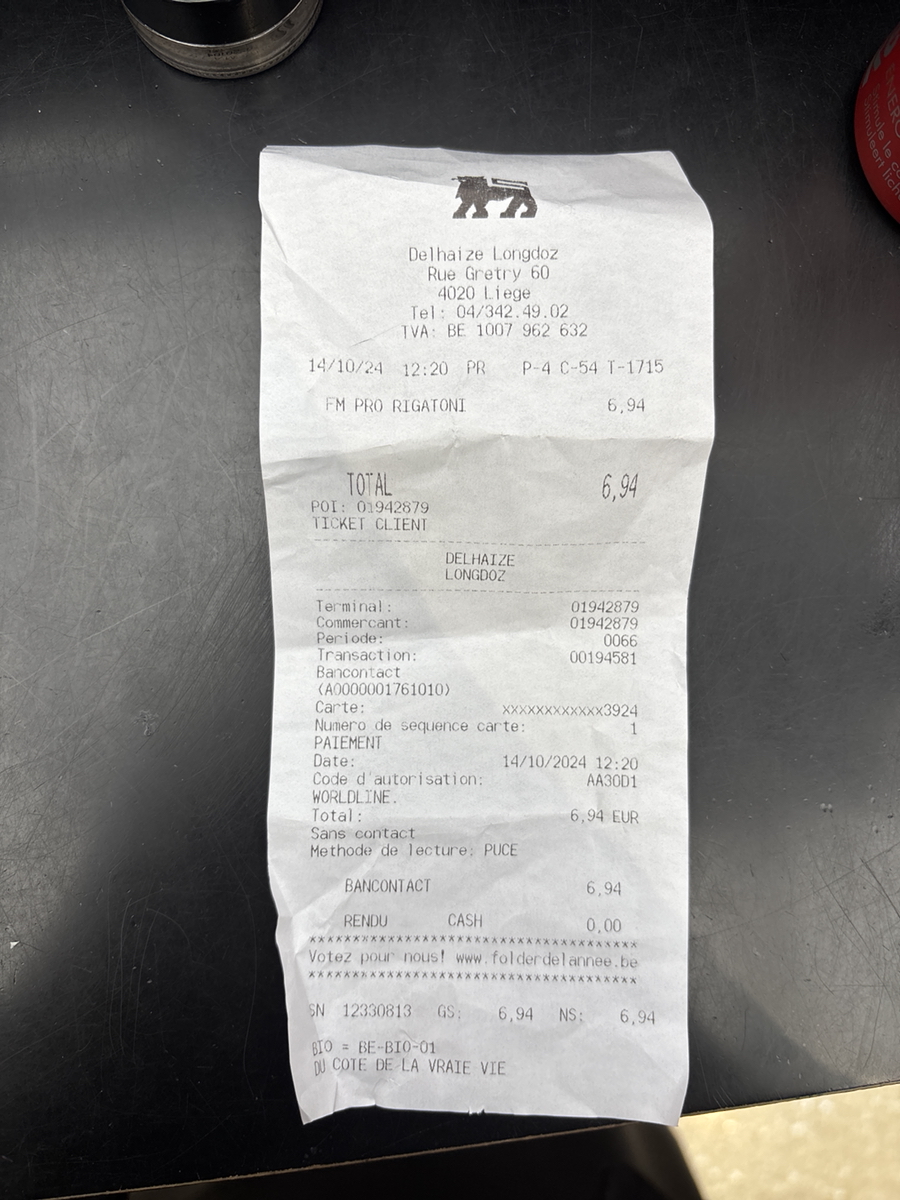 Delhaize Longdoz
Rue Gretry 60
4020 Liege
Tel: 04/342.49.02
TVA: BE 1007 962 632
14/10/24 12:20 PR P-4 C-54 T-1715
FM PRO RIGATONI 6,94
TOTAL 6,94
POI: 01942879
TICKET CLIENT
DELHAIZE
LONGDOZ
Terminal: 01942879
Commercant: 01942879
Periode: 0066
Transaction: 00194581
Bancontact
(A0000001761010)
Carte: xxxxxxxxxxxx3924
Numero de sequence carte: 1
PAIEMENT
Date: 14/10/2024 12:20
Code d'autorisation: AA30D1
WORLDLINE.
Total: 6,94 EUR
Sans contact
Methode de lecture: PUCE
BANCONTACT 6,94
RENDU CASH 0,00
****************************************
Votez pour nous! www.folderdelannee.be
****************************************
SN 12330813 GS: 6,94 NS: 6,94
BIO = BE-BIO-01
DU COTE DE LA VRAIE VIE
Stimule le